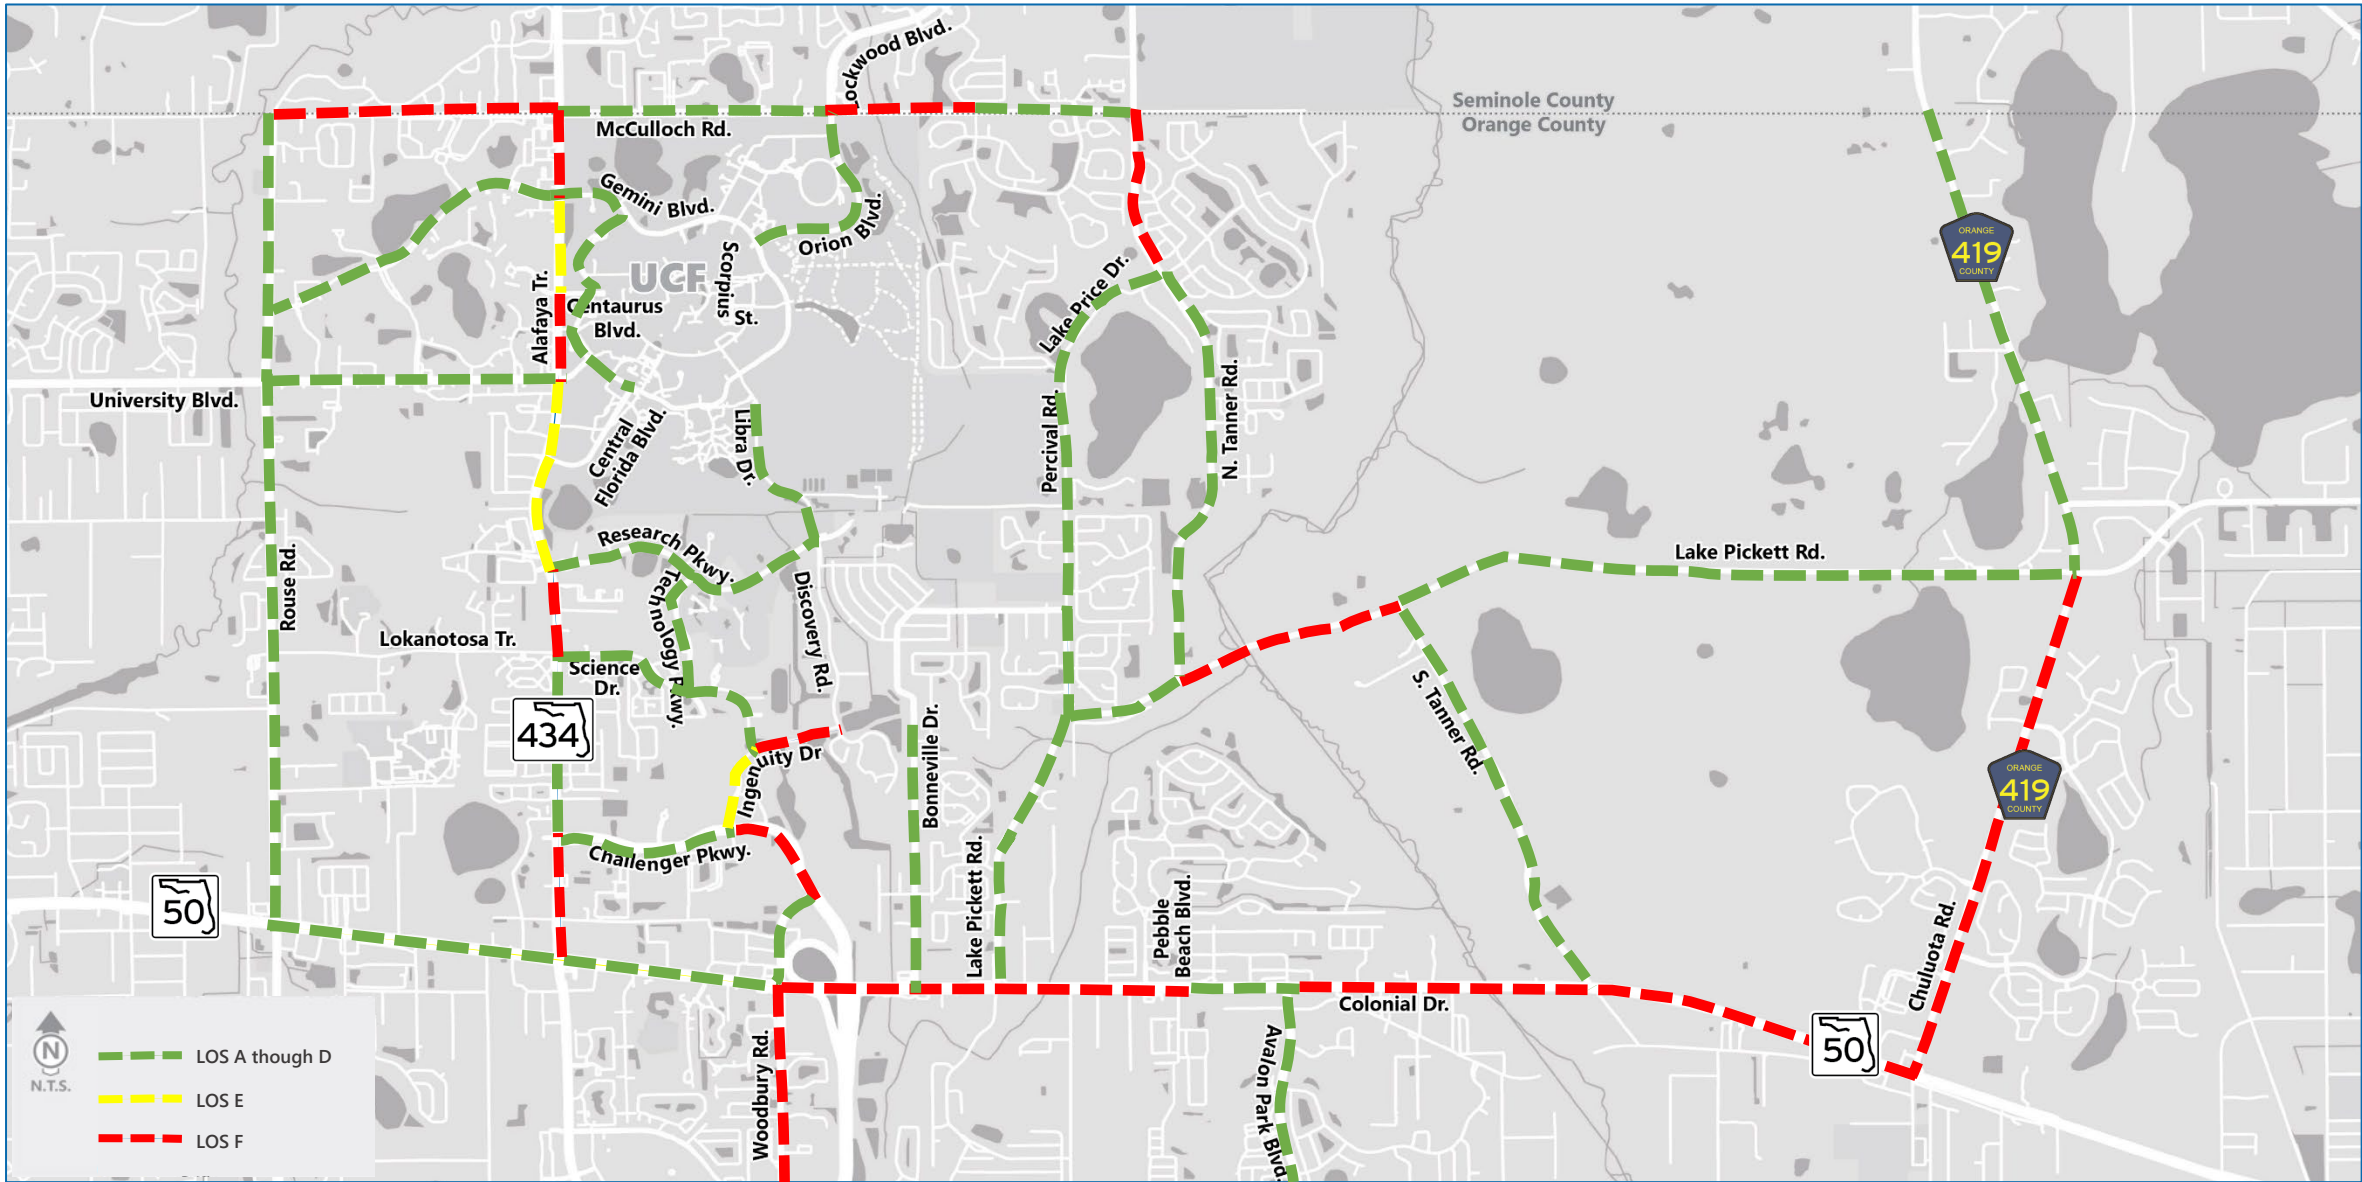 Lockwood Blvd.
Seminole County
Orange County
McCulloch Rd.
Gemini Blvd.
Orion Blvd.
ORANGE
419
COUNTY
Scorpius
St.
UCF
Lake Price Dr.
Alafaya Tr.
Centaurus
Blvd.
University Blvd.
N. Tanner Rd.
Percival Rd.
Central
Florida Blvd.
Libra Dr.
Research Pkwy.
Lake Pickett Rd.
Rouse Rd.
Technology Pkwy.
Discovery Rd.
Lokanotosa Tr.
Science
Dr.
434
S. Tanner Rd.
Ingenuity Dr
Bonneville Dr.
ORANGE
419
COUNTY
Challenger Pkwy.
Lake Pickett Rd.
Pebble
Beach Blvd.
50
Chuluota Rd.
Colonial Dr.
50
Woodbury Rd.
Avalon Park Blvd.
N
N.T.S.
LOS A though D
LOS E
LOS F